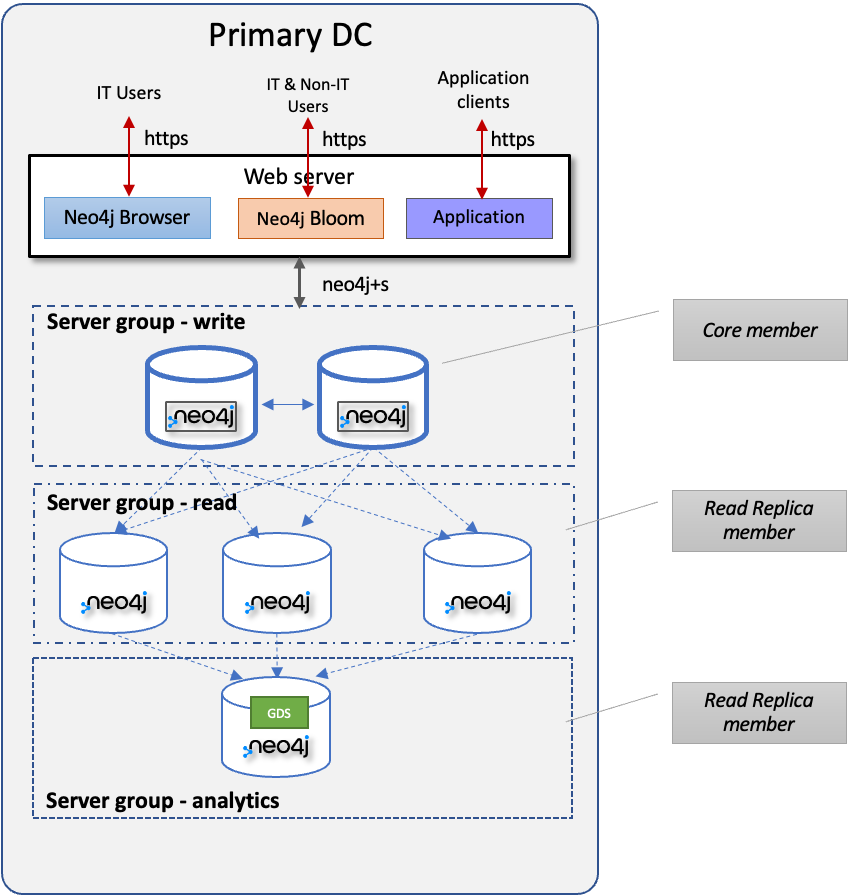 Primary DC
IT Users
IT & Non-IT
Users
Application
clients
https
https
https
Web server
Neo4j Browser
Neo4j Bloom
Application
neo4j+s
Server group - write
Core member
neo4j
neo4j
Server group - read
Read Replica
member
neo4j
neo4j
neo4j
Read Replica
member
GDS
neo4j
Server group - analytics